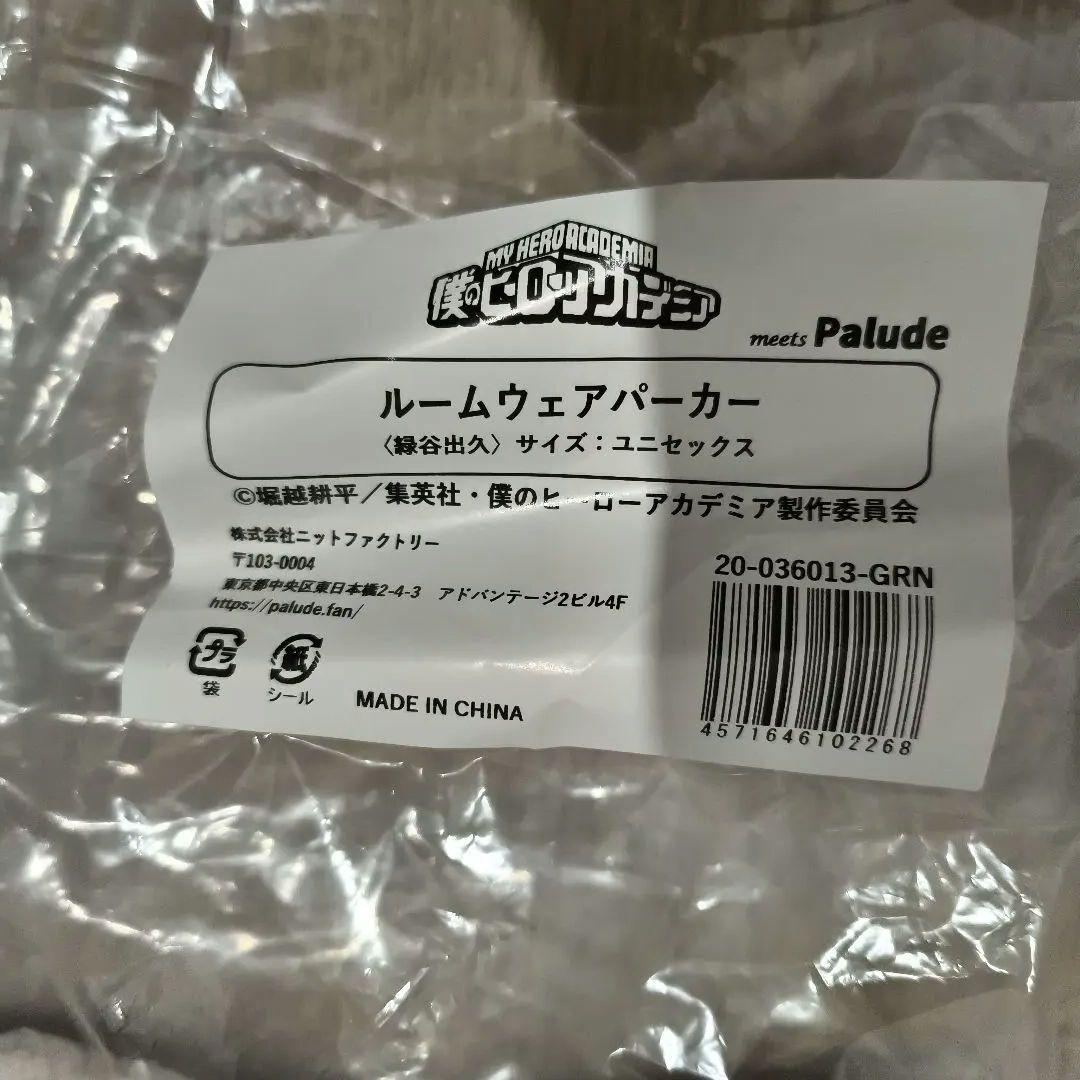 MY HERO ACADEMIA
僕のヒーローアカデミア
meets Palude
ルームウェアパーカー
〈緑谷出久〉サイズ：ユニセックス
©堀越耕平／集英社・僕のヒーローアカデミア製作委員会
株式会社ニットファクトリー
〒103-0004
東京都中央区東日本橋2-4-3　アドバンテージ2ビル4F
https://palude.fan/
20-036013-GRN
プラ
袋
紙
シール
MADE IN CHINA
4571646102268